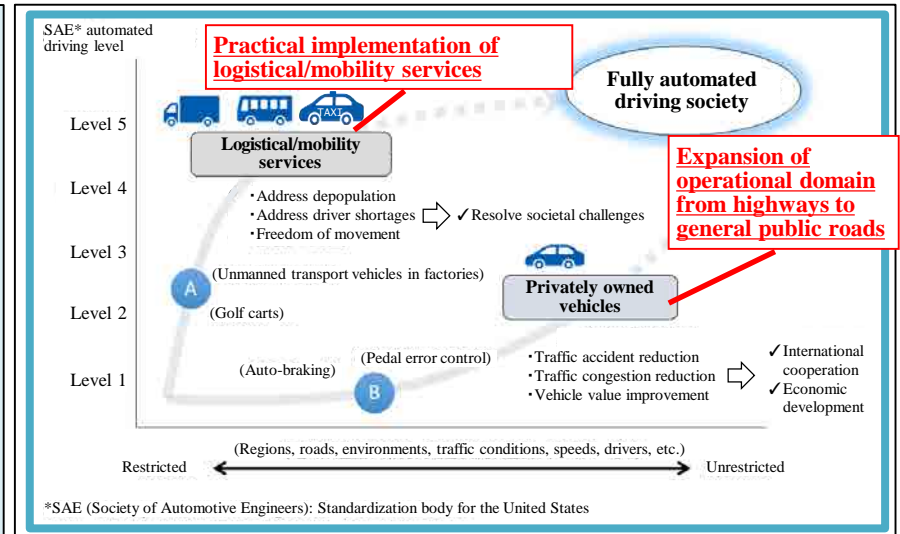 SAE* automated
driving level
Practical implementation of
logistical/mobility services
Fully automated
driving society
TAXI
Level 5
Logistical/mobility
services
Expansion of
operational domain
from highways to
general public roads
Level 4
・Address depopulation
・Address driver shortages
・Freedom of movement
✓Resolve societal challenges
Level 3
(Unmanned transport vehicles in factories)
A
Privately owned
vehicles
Level 2
(Golf carts)
(Pedal error control)
(Auto-braking)
Level 1
B
・Traffic accident reduction
・Traffic congestion reduction
・Vehicle value improvement
✓International
cooperation
✓Economic
development
(Regions, roads, environments, traffic conditions, speeds, drivers, etc.)
Restricted
Unrestricted
*SAE (Society of Automotive Engineers): Standardization body for the United States